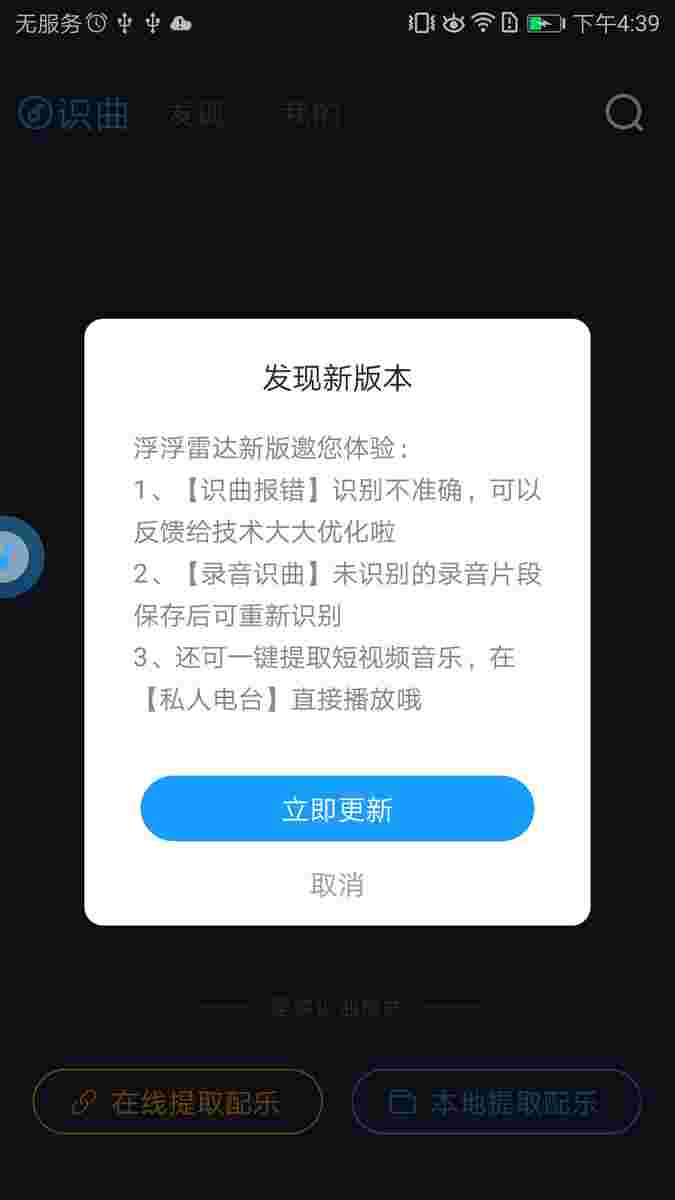 无服务 下午4:39
识曲 发现 我的
发现新版本
浮浮雷达新版邀您体验：
1、【识曲报错】识别不准确，可以
反馈给技术大大优化啦
2、【录音识曲】未识别的录音片段
保存后可重新识别
3、还可一键提取短视频音乐，在
【私人电台】直接播放哦
立即更新
取消
在线提取配乐 本地提取配乐